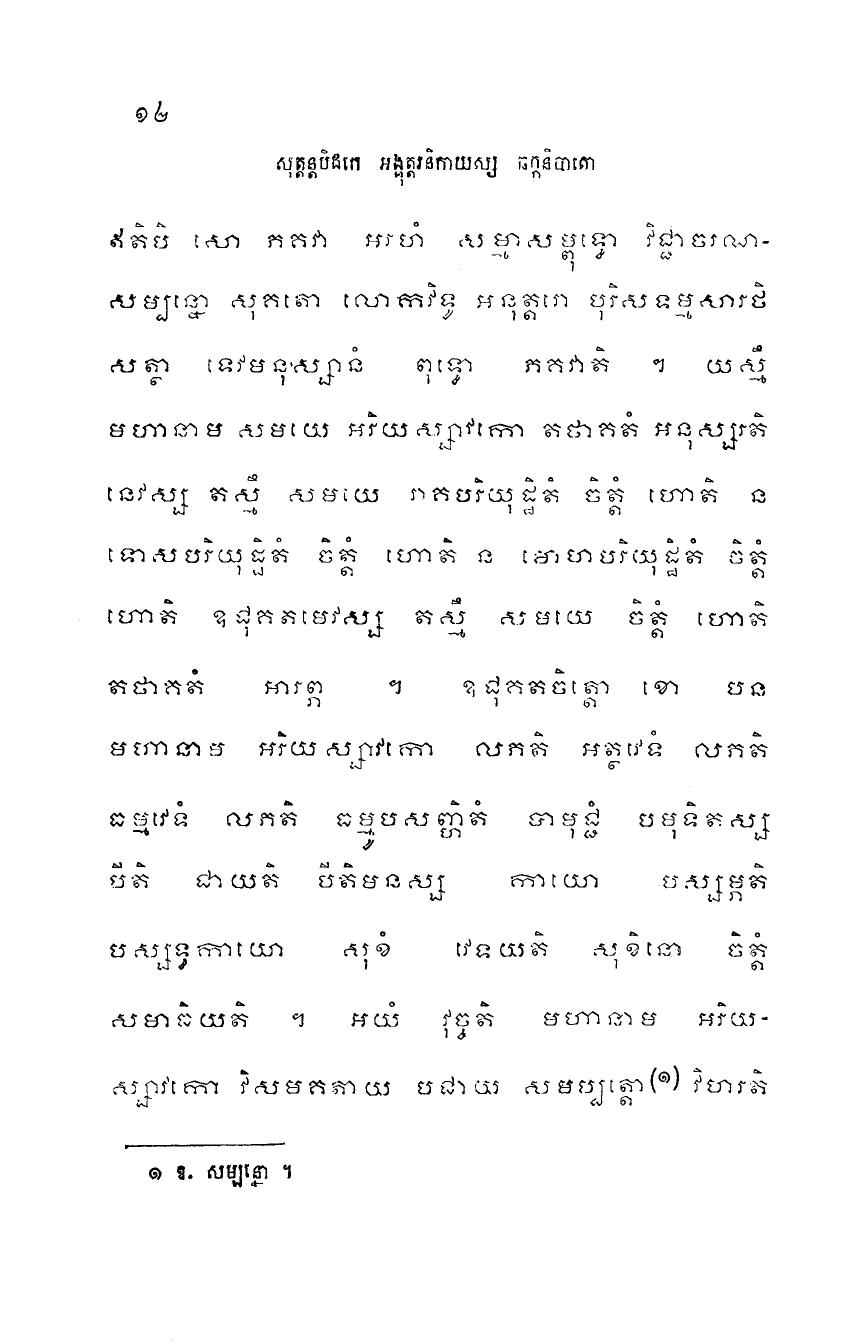 ១៤
សុត្តន្តបិដកេ អង្គុត្តរនិកាយស្ស ឆក្កនិបាតោ
ឥតិបិ សោ ភគវា អរហំ សម្មាសម្ពុទ្ធោ វិជ្ជាចរណ-
សម្បន្នោ សុគតោ លោកវិទូ អនុត្តរោ បុរិសទម្មសារថិ
សត្ថា ទេវមនុស្សានំ ពុទ្ធោ ភគវាតិ ។ យស្មឹ
មហានាម សមយេ អរិយស្សាវកោ តថាគតំ អនុស្សរតិ
នេវស្ស តស្មឹ សមយេ រាគបរិយុដ្ឋិតំ ចិត្តំ ហោតិ ន
ទោសបរិយុដ្ឋិតំ ចិត្តំ ហោតិ ន មោហបរិយុដ្ឋិតំ ចិត្តំ
ហោតិ ឧជុគតមេវស្ស តស្មឹ សមយេ ចិត្តំ ហោតិ
តថាគតំ អារព្ភ ។ ឧជុគតចិត្តោ ខោ បន
មហានាម អរិយស្សាវកោ លភតិ អត្ថវេទំ លភតិ
ធម្មវេទំ លភតិ ធម្មូបសញ្ហិតំ បាមុជ្ជំ បមុទិតស្ស
បីតិ ជាយតិ បីតិមនស្ស កាយោ បស្សម្ភតិ
បស្សទ្ធកាយោ សុខំ វេទយតិ សុខិនោ ចិត្តំ
សមាធិយតិ ។ អយំ វុច្ចតិ មហានាម អរិយ-
ស្សាវកោ វិសមគតាយ បជាយ សមប្បត្តោ (១) វិហរតិ
១ ឱ. សម្បន្នោ ។